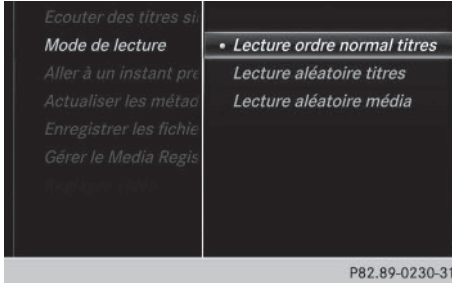 Ecouter des titres si
Mode de lecture
Aller à un instant pré
Actualiser les métad
Enregistrer les fichie
Gérer le Media Regis
• Lecture ordre normal titres
Lecture aléatoire titres
Lecture aléatoire média
P82.89-0230-31